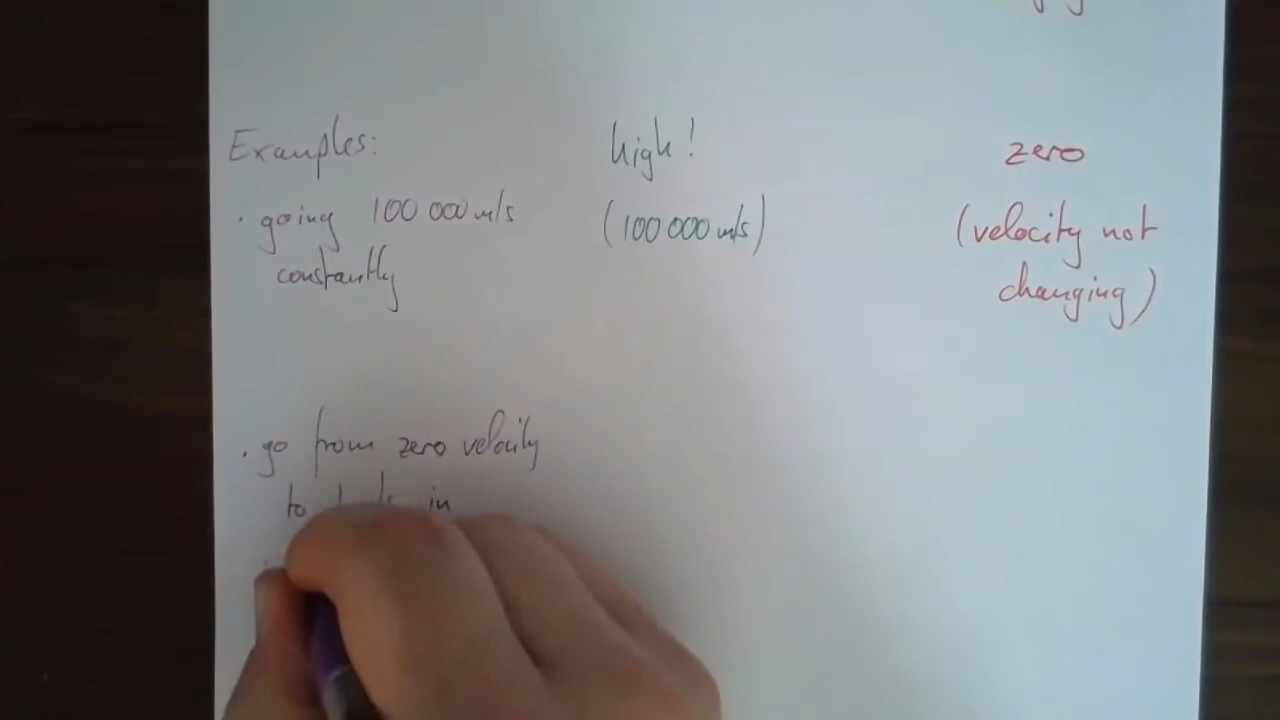 Examples:
high!
zero
. going 100 000 m/s
constantly
(100 000 m/s)
(velocity not
changing)
. go from zero velocity
to in